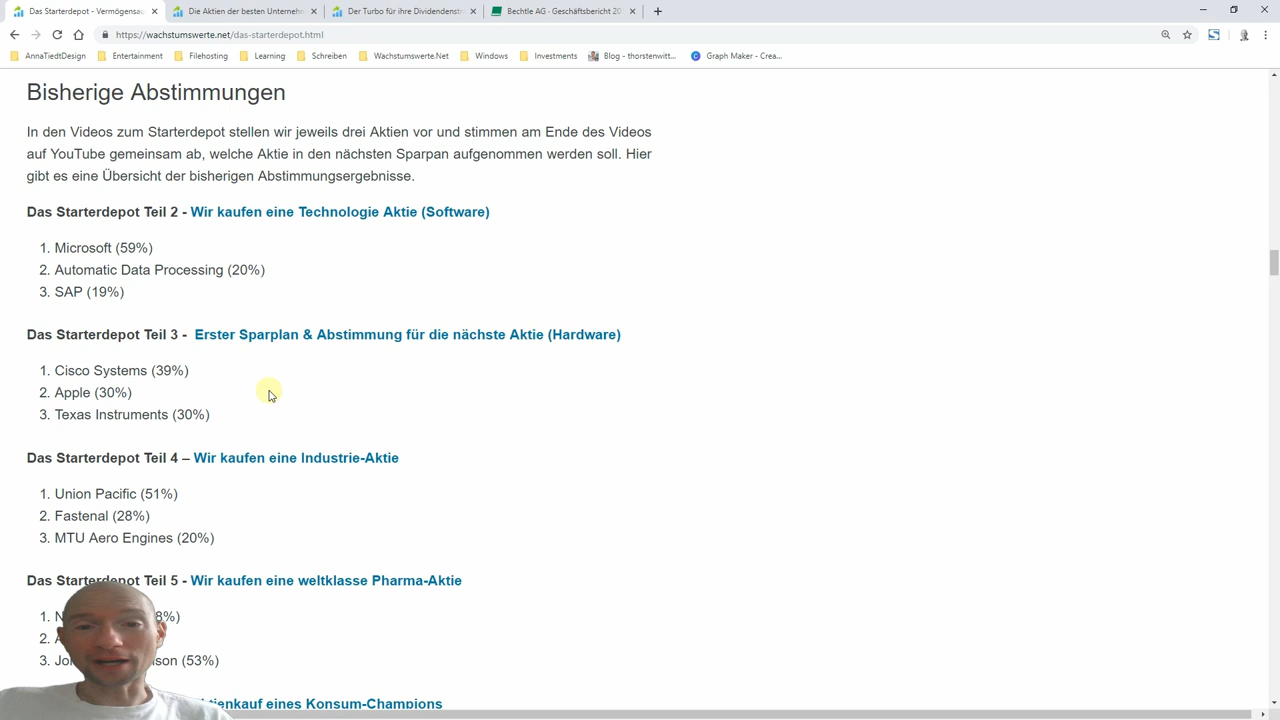 Das Starterdepot - Vermögensau
Die Aktien der besten Unternehm
Der Turbo für ihre Dividendenstr
Bechtle AG - Geschäftsbericht 20
https://wachstumswerte.net/das-starterdepot.html
AnnaTiedtDesign
Entertainment
Filehosting
Learning
Schreiben
Wachstumswerte.Net
Windows
Investments
Blog - thorstenwitt...
Graph Maker - Crea...
Bisherige Abstimmungen
In den Videos zum Starterdepot stellen wir jeweils drei Aktien vor und stimmen am Ende des Videos
auf YouTube gemeinsam ab, welche Aktie in den nächsten Sparpan aufgenommen werden soll. Hier
gibt es eine Übersicht der bisherigen Abstimmungsergebnisse.
Das Starterdepot Teil 2 - Wir kaufen eine Technologie Aktie (Software)
1. Microsoft (59%)
2. Automatic Data Processing (20%)
3. SAP (19%)
Das Starterdepot Teil 3 - Erster Sparplan & Abstimmung für die nächste Aktie (Hardware)
1. Cisco Systems (39%)
2. Apple (30%)
3. Texas Instruments (30%)
Das Starterdepot Teil 4 – Wir kaufen eine Industrie-Aktie
1. Union Pacific (51%)
2. Fastenal (28%)
3. MTU Aero Engines (20%)
Das Starterdepot Teil 5 - Wir kaufen eine weltklasse Pharma-Aktie
1. N 8%)
2.
3. Jo son (53%)
tienkauf eines Konsum-Champions